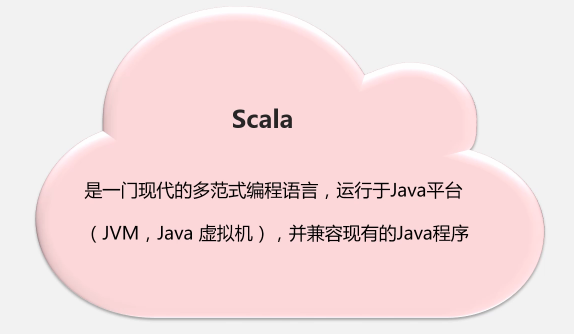 Scala
是一门现代的多范式编程语言，运行于Java平台
（JVM，Java 虚拟机），并兼容现有的Java程序